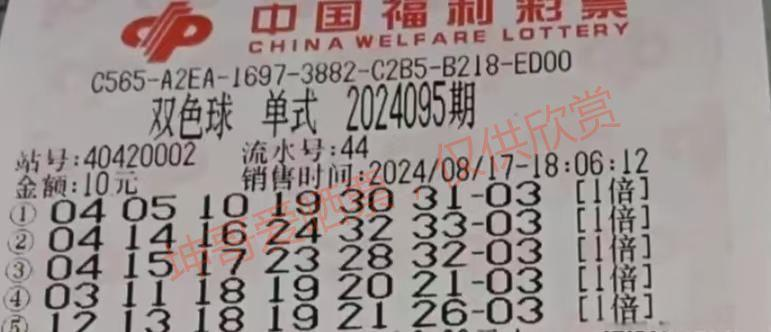 中国福利彩票
CHINA WELFARE LOTTERY
C565-A2EA-1697-3882-C2B5-B218-ED00
双色球 单式 2024095期
站号:40420002 流水号:44
金额:10元 销售时间:2024/08/17-18:06:12
① 04 05 10 19 30 31-03 [1倍]
② 04 14 16 24 32 33-03 [1倍]
③ 04 15 17 23 28 32-03 [1倍]
④ 03 11 18 19 20 21-03 [1倍]
⑤ 12 13 18 19 21 26-03 [1倍]
坤哥爱洒落，仅供欣赏